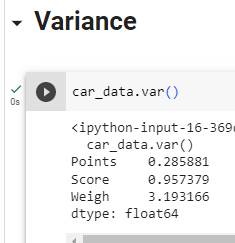 Variance
0s
car_data.var()
<ipython-input-16-369
car_data.var()
Points 0.285881
Score 0.957379
Weigh 3.193166
dtype: float64